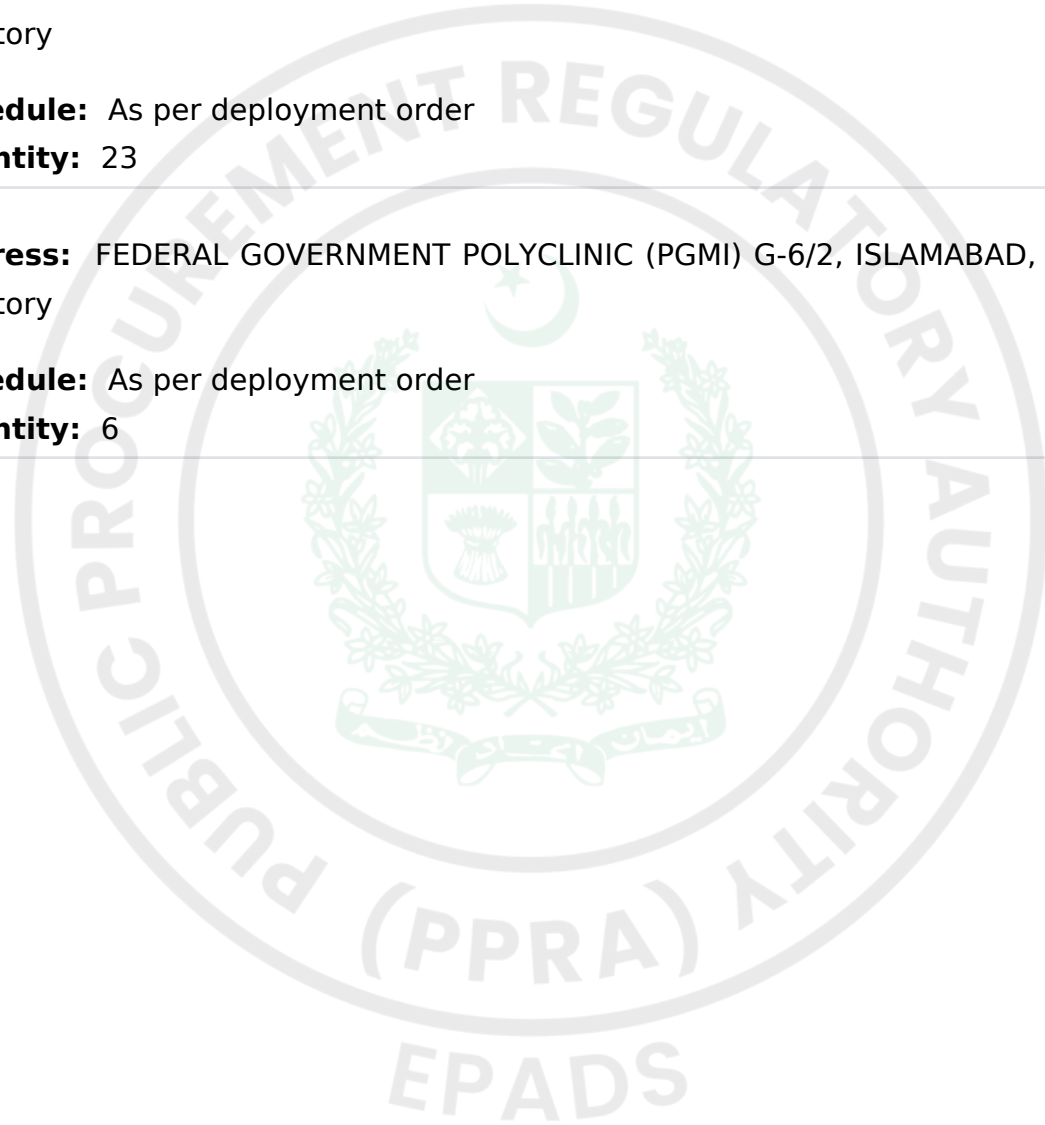 tory
edule: As per deployment order
ntity: 23
ress: FEDERAL GOVERNMENT POLYCLINIC (PGMI) G-6/2, ISLAMABAD,
tory
edule: As per deployment order
ntity: 6
PUBLIC PROCUREMENT REGULATORY AUTHORITY
(PPRA)
EPADS